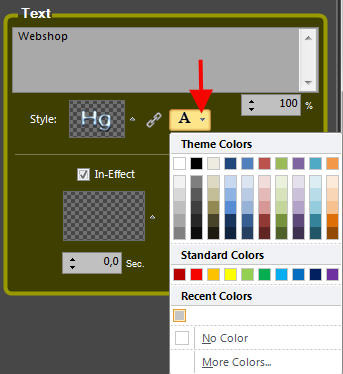 Text
Webshop
Style: Hg A 100 %
Theme Colors
In-Effect
Standard Colors
0,0 Sec.
Recent Colors
No Color
More Colors...